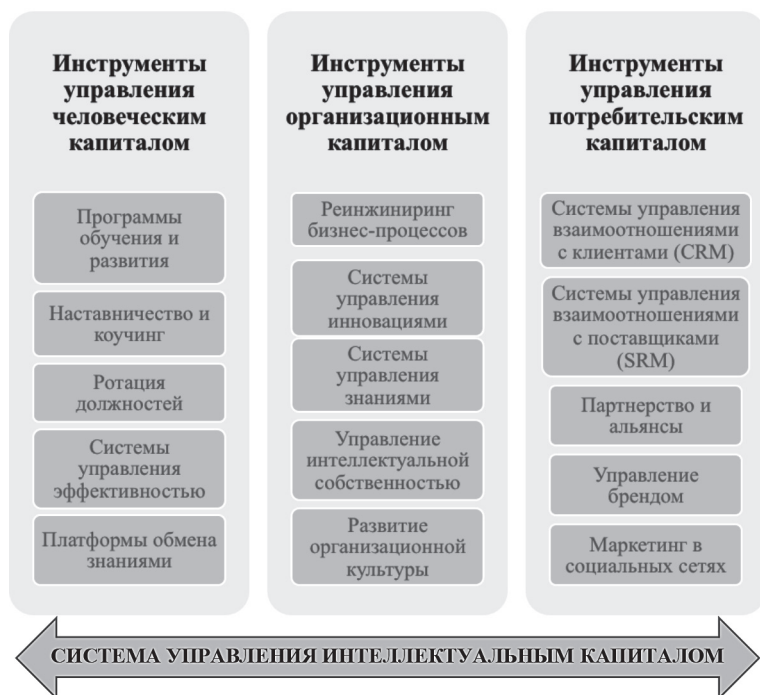 Инструменты
управления
человеческим
капиталом
Программы
обучения и
развития
Наставничество и
коучинг
Ротация
должностей
Системы
управления
эффективностью
Платформы обмена
знаниями
Инструменты
управления
организационным
капиталом
Реинжиниринг
бизнес-процессов
Системы
управления
инновациями
Системы
управления
знаниями
Управление
интеллектуальной
собственностью
Развитие
организационной
культуры
Инструменты
управления
потребительским
капиталом
Системы управления
взаимоотношениями
с клиентами (CRM)
Системы управления
взаимоотношениями
с поставщиками
(SRM)
Партнерство и
альянсы
Управление
брендом
Маркетинг в
социальных сетях
СИСТЕМА УПРАВЛЕНИЯ ИНТЕЛЛЕКТУАЛЬНЫМ КАПИТАЛОМ